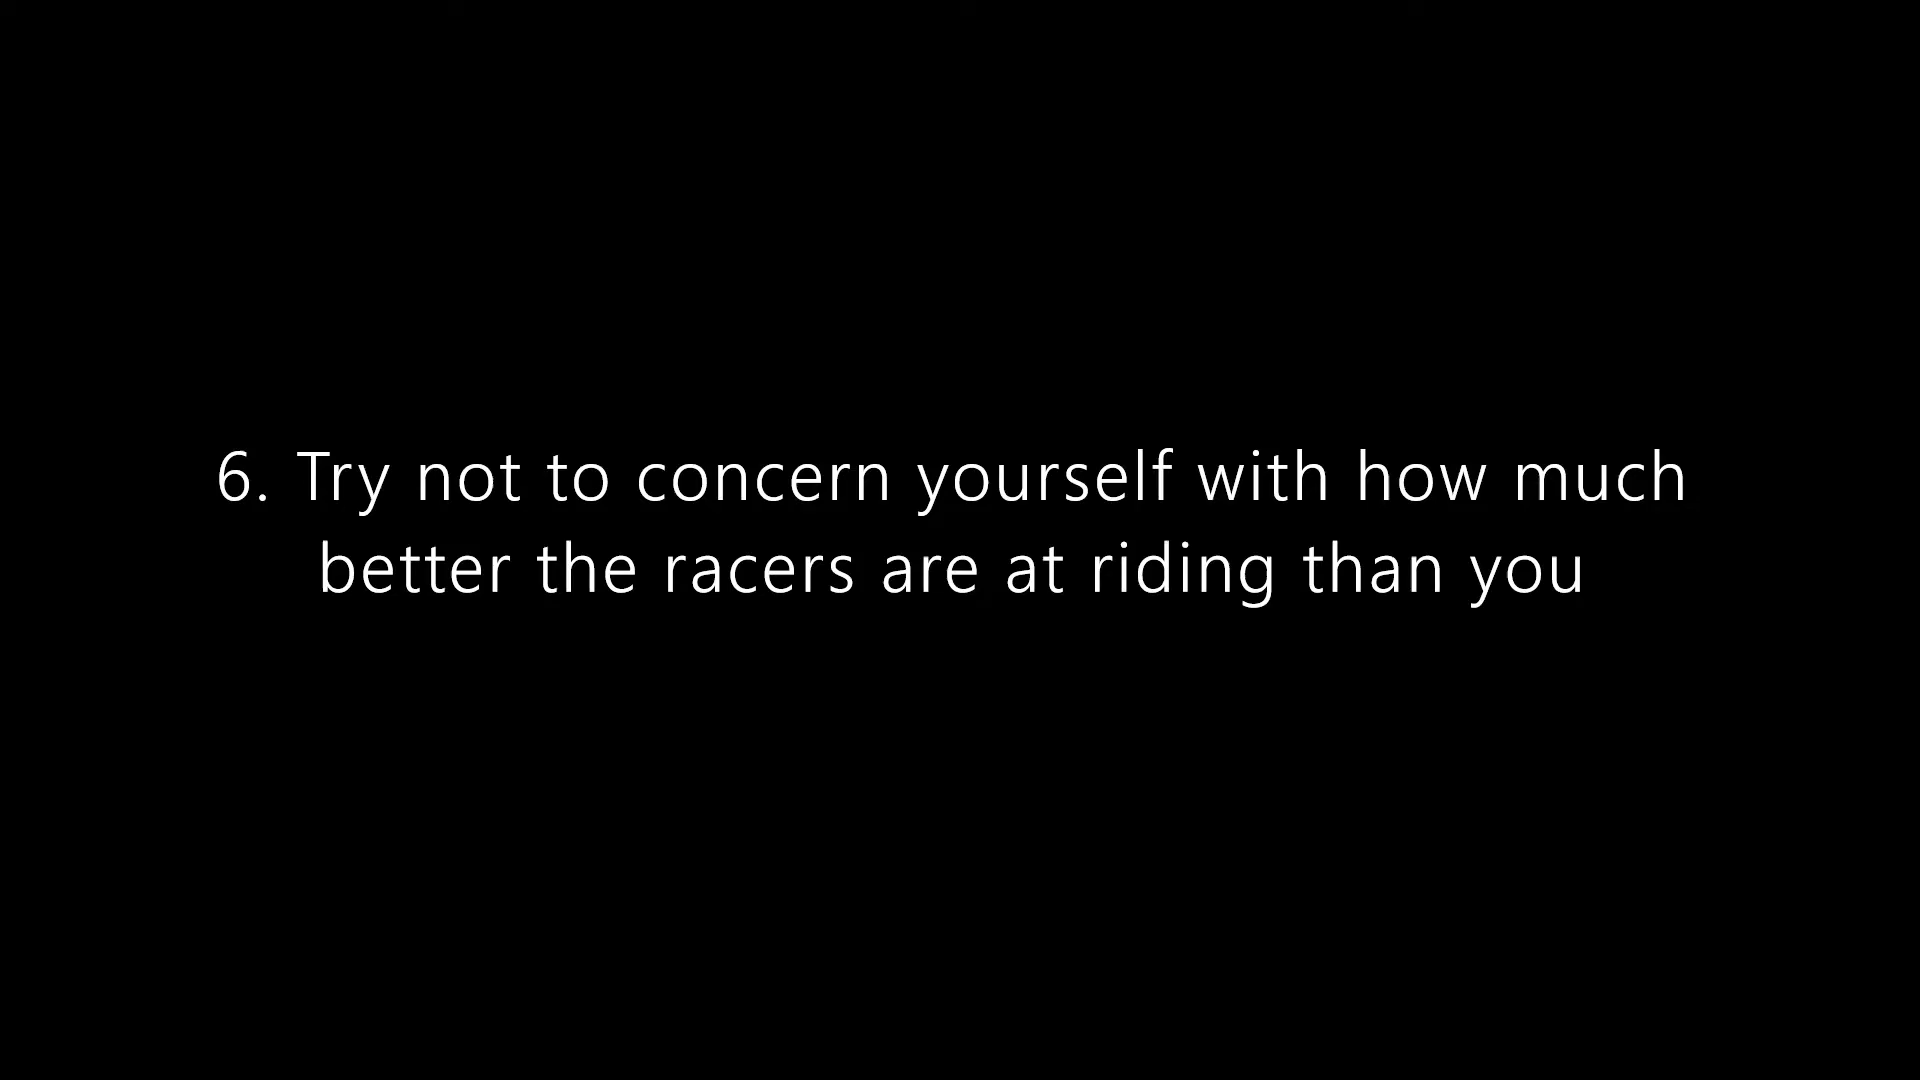 6. Try not to concern yourself with how much
better the racers are at riding than you